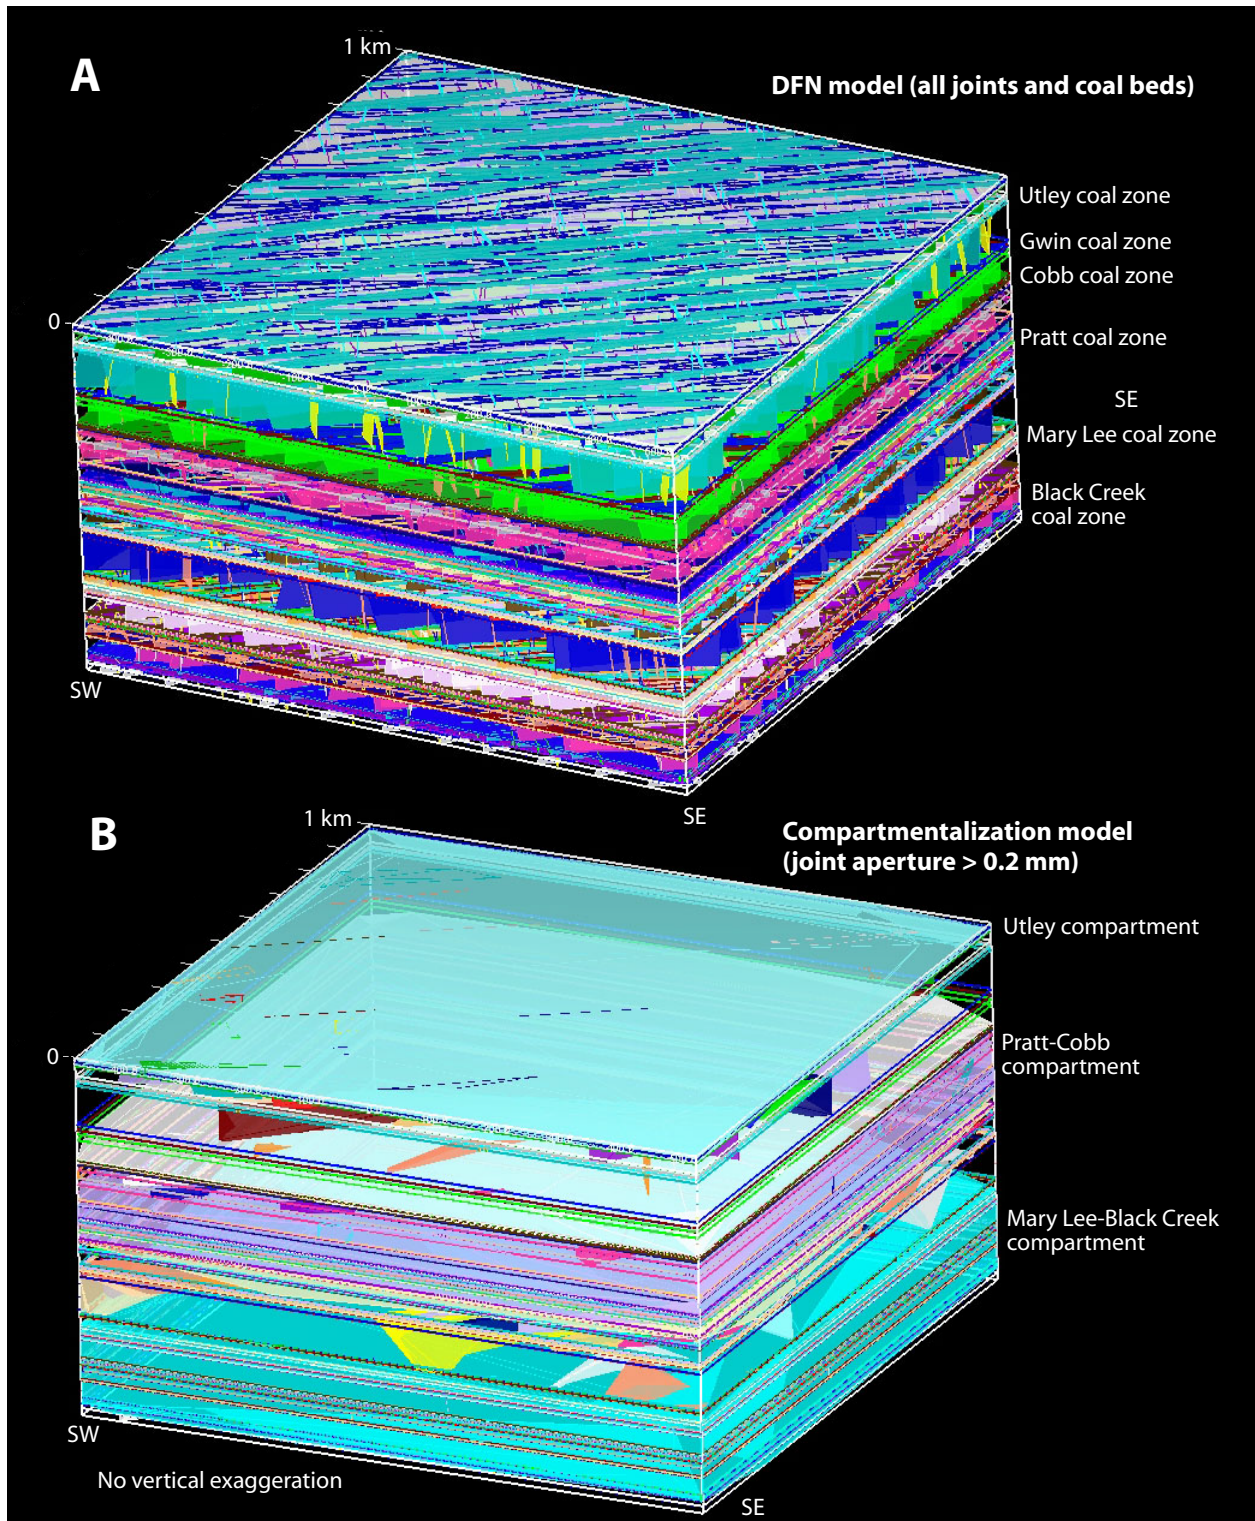 A
1 km
DFN model (all joints and coal beds)
Utley coal zone
Gwin coal zone
Cobb coal zone
0
Pratt coal zone
SE
Mary Lee coal zone
Black Creek
coal zone
SW
SE
B
1 km
Compartmentalization model
(joint aperture > 0.2 mm)
Utley compartment
0
Pratt-Cobb
compartment
Mary Lee-Black Creek
compartment
SW
No vertical exaggeration
SE